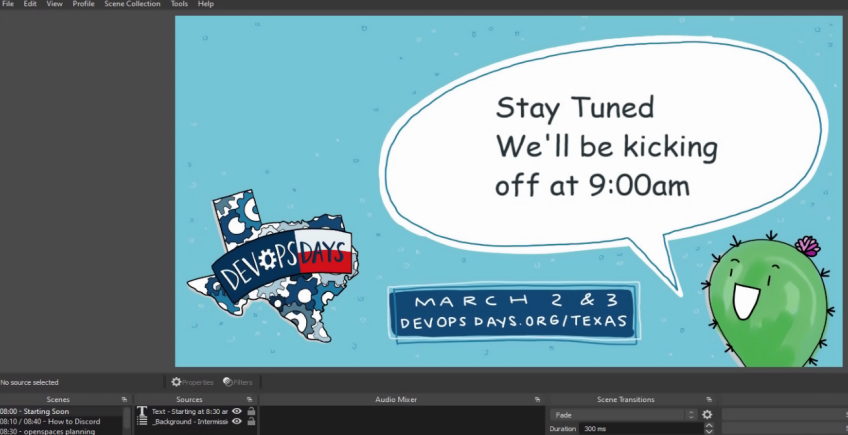 File Edit View Profile Scene Collection Tools Help
Stay Tuned
We'll be kicking
off at 9:00am
DEVOPS DAYS
MARCH 2 & 3
DEVOPSDAYS.ORG/TEXAS
No source selected
Properties Filters
Scenes Sources Audio Mixer Scene Transitions
08:00 - Starting Soon Text - Starting at 8:30 ar Fade
08:10 / 08:40 - How to Discord _Background - Intermissi
08:30 - openspaces planning Duration 300 ms